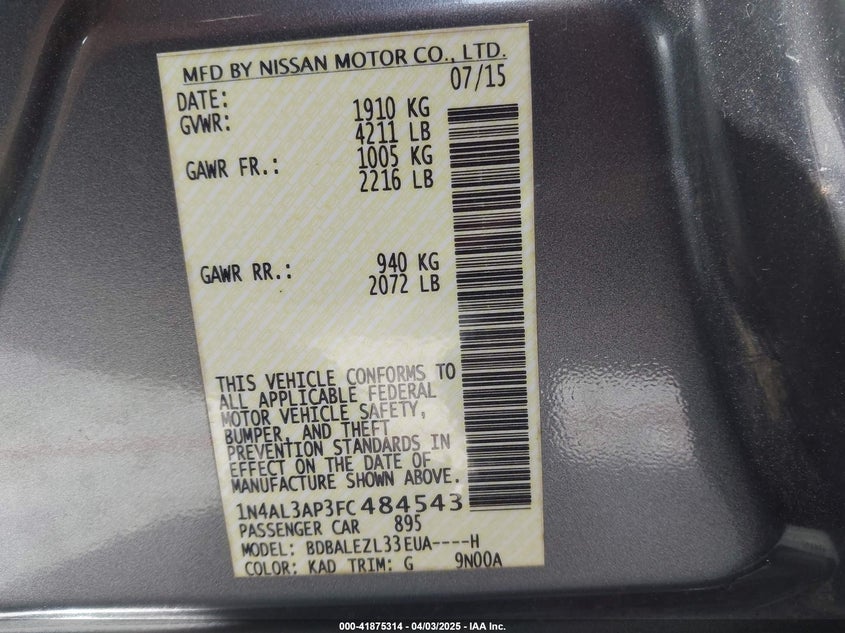 MFD BY NISSAN MOTOR CO., LTD.
DATE: 07/15
GVWR: 1910 KG
4211 LB
GAWR FR.: 1005 KG
2216 LB
GAWR RR.: 940 KG
2072 LB
THIS VEHICLE CONFORMS TO
ALL APPLICABLE FEDERAL
MOTOR VEHICLE SAFETY,
BUMPER, AND THEFT
PREVENTION STANDARDS IN
EFFECT ON THE DATE OF
MANUFACTURE SHOWN ABOVE.
1N4AL3AP3FC484543
PASSENGER CAR 895
MODEL: BDBALEZL33EUA----H
COLOR: KAD TRIM: G 9N00A
000-41875314 - 04/03/2025 - IAA Inc.